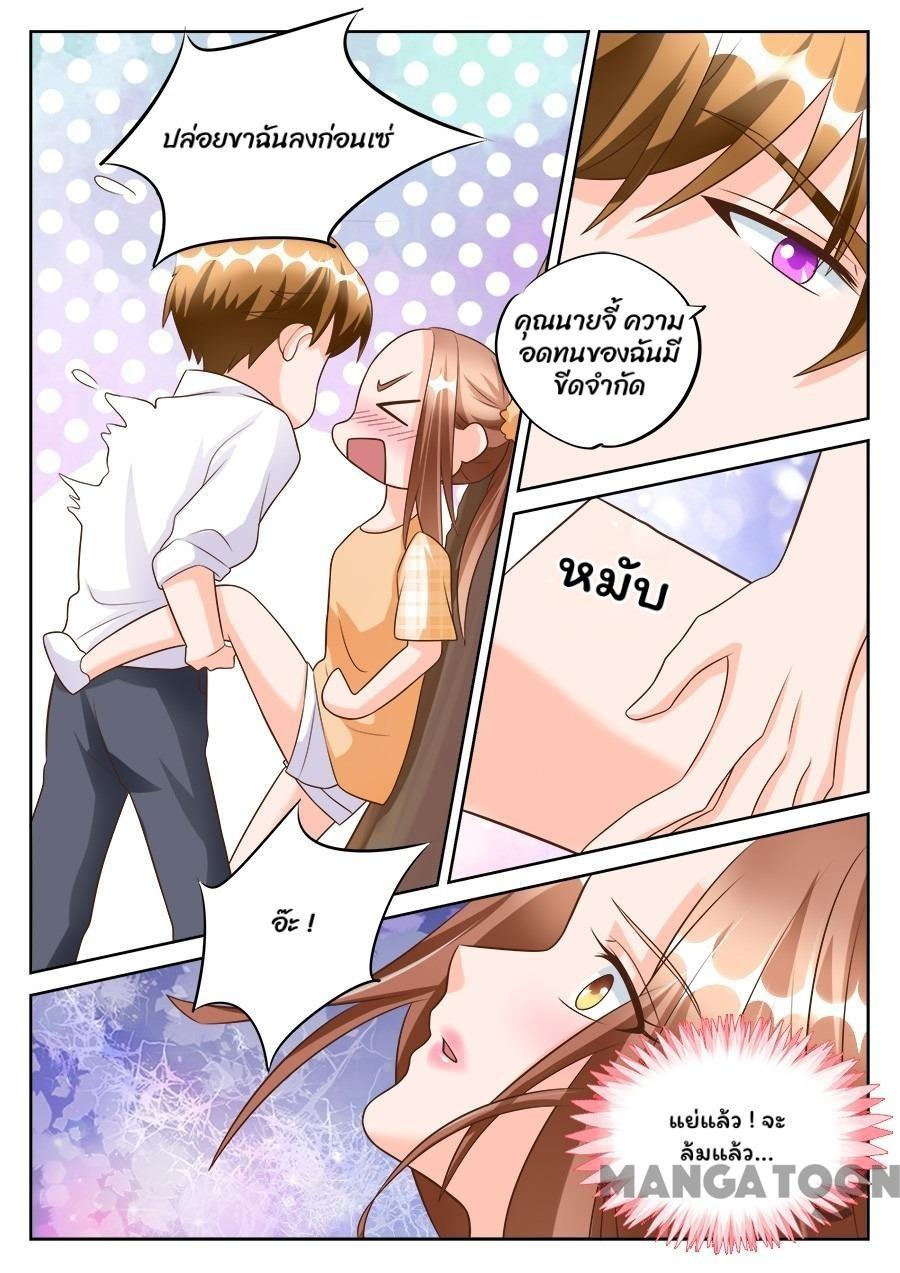 ปล่อยขาฉันลงก่อนเซ่
คุณนายจี้ ความ
อดทนของฉันมี
ขีดจำกัด
หมับ
อ๊ะ !
แย่แล้ว ! จะ
ล้มแล้ว...
MANGATOON